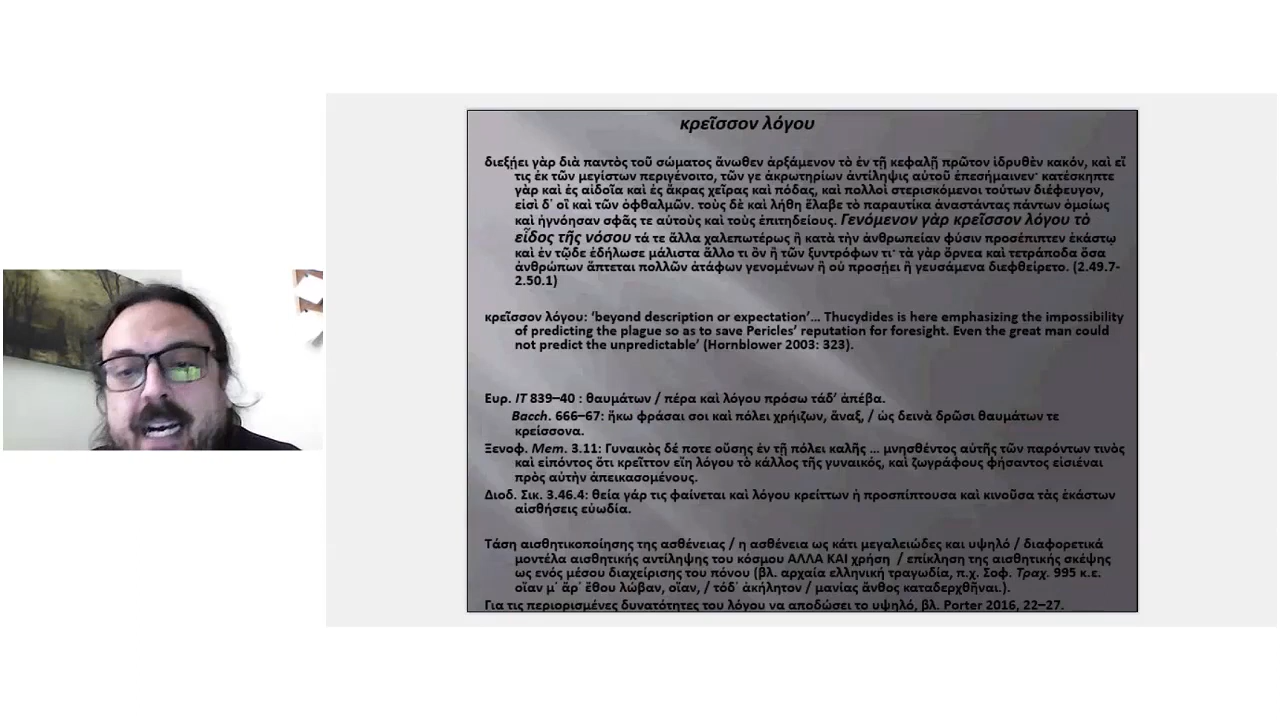 κρεῖσσον λόγου
διεξῄει γὰρ διὰ παντὸς τοῦ σώματος ἄνωθεν ἀρξάμενον τὸ ἐν τῇ κεφαλῇ πρῶτον ἱδρυθὲν κακόν, καὶ εἴ
τις ἐκ τῶν μεγίστων περιγένοιτο, τῶν γε ἀκρωτηρίων ἀντίληψις αὐτοῦ ἐπεσήμαινεν· κατέσκηπτε
γὰρ καὶ ἐς αἰδοῖα καὶ ἐς ἄκρας χεῖρας καὶ πόδας, καὶ πολλοὶ στερισκόμενοι τούτων διέφευγον,
εἰσὶ δ᾽ οἳ καὶ τῶν ὀφθαλμῶν. τοὺς δὲ καὶ λήθη ἔλαβε τὸ παραυτίκα ἀναστάντας πάντων ὁμοίως
καὶ ἠγνόησαν σφᾶς τε αὐτοὺς καὶ τοὺς ἐπιτηδείους. Γενόμενον γὰρ κρεῖσσον λόγου τὸ
εἶδος τῆς νόσου τά τε ἄλλα χαλεπωτέρως ἢ κατὰ τὴν ἀνθρωπείαν φύσιν προσέπιπτεν ἑκάστῳ
καὶ ἐν τῷδε ἐδήλωσε μάλιστα ἄλλο τι ὂν ἢ τῶν ξυντρόφων τι· τὰ γὰρ ὄρνεα καὶ τετράποδα ὅσα
ἀνθρώπων ἅπτεται πολλῶν ἀτάφων γενομένων ἢ οὐ προσῄει ἢ γευσάμενα διεφθείρετο. (2.49.7-
2.50.1)
κρεῖσσον λόγου: ‘beyond description or expectation’... Thucydides is here emphasizing the impossibility
of predicting the plague so as to save Pericles’ reputation for foresight. Even the great man could
not predict the unpredictable’ (Hornblower 2003: 323).
Ευρ. IT 839–40 : θαυμάτων / πέρα καὶ λόγου πρόσω τάδ’ ἀπέβα.
Bacch. 666–67: ἥκω φράσαι σοι καὶ πόλει χρῄιζων, ἄναξ, / ὡς δεινὰ δρῶσι θαυμάτων τε
κρείσσονα.
Ξενοφ. Mem. 3.11: Γυναικὸς δέ ποτε οὔσης ἐν τῇ πόλει καλῆς ... μνησθέντος αὐτῆς τῶν παρόντων τινὸς
καὶ εἰπόντος ὅτι κρεῖττον εἴη λόγου τὸ κάλλος τῆς γυναικός, καὶ ζωγράφους φήσαντος εἰσιέναι
πρὸς αὐτὴν ἀπεικασομένους.
Διοδ. Σικ. 3.46.4: θεία γάρ τις φαίνεται καὶ λόγου κρείττων ἡ προσπίπτουσα καὶ κινοῦσα τὰς ἑκάστων
αἰσθήσεις εὐωδία.
Τάση αισθητικοποίησης της ασθένειας / η ασθένεια ως κάτι μεγαλειώδες και υψηλό / διαφορετικά
μοντέλα αισθητικής αντίληψης του κόσμου ΑΛΛΑ ΚΑΙ χρήση / επίκληση της αισθητικής σκέψης
ως ενός μέσου διαχείρισης του πόνου (βλ. αρχαία ελληνική τραγωδία, π.χ. Σοφ. Τραχ. 995 κ.ε.
οἵαν μ᾽ ἄρ᾽ ἔθου λώβαν, οἵαν, / τόδ᾽ ἀκήλητον / μανίας ἄνθος καταδερχθῆναι.).
Για τις περιορισμένες δυνατότητες του λόγου να αποδώσει το υψηλό, βλ. Porter 2016, 22–27.